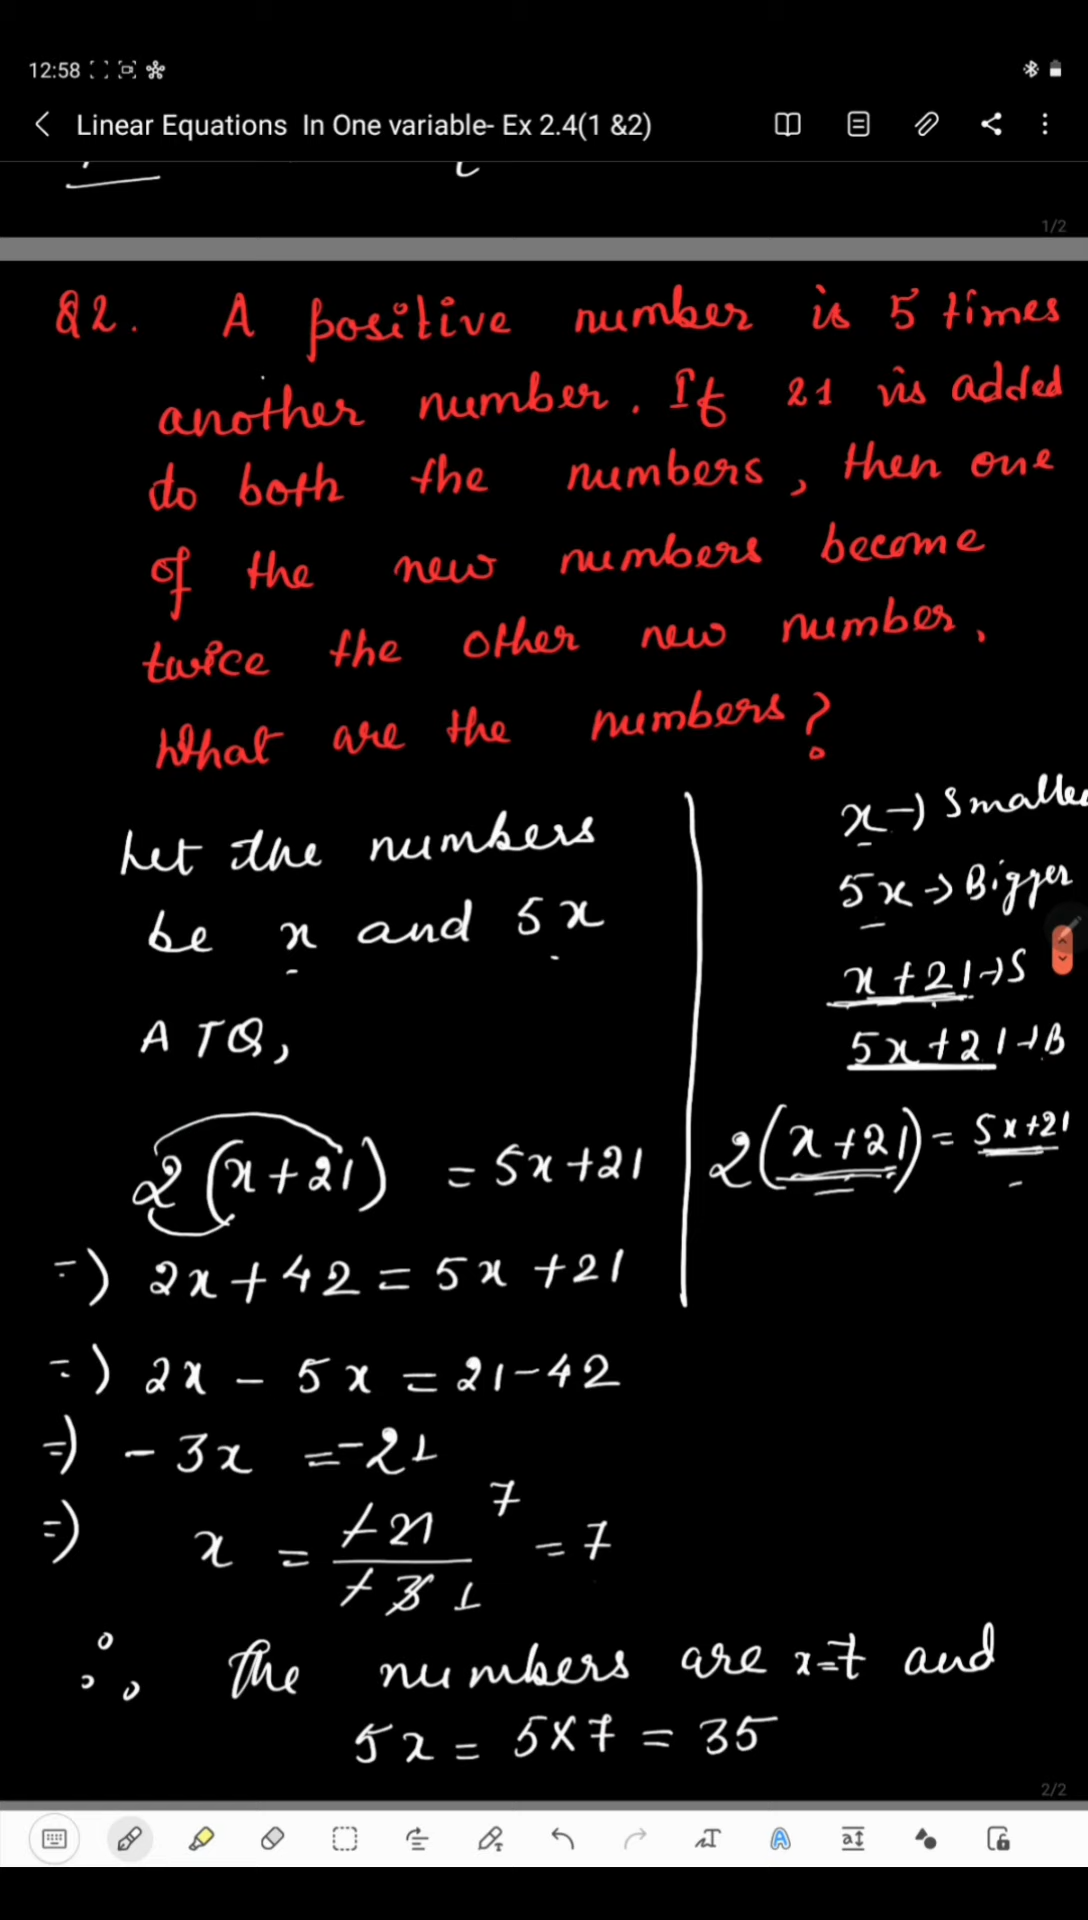 12:58
Linear Equations In One variable- Ex 2.4(1 &2)
1/2
Q2. A positive number is 5 times
another number. If 21 is added
do both the numbers, then one
of the new numbers become
twice the other new number.
What are the numbers?
Let the numbers
be x and 5x
ATQ,
2(x+21) = 5x+21
=) 2x+42 = 5x+21
=) 2x - 5x = 21-42
=) -3x = -21
=) x = -21/-3 7 1 = 7
∴ The numbers are x=7 and
5x = 5×7 = 35
x -) Smalle
5x -> Bigger
x+21 -> S
5x+21 -> B
2(x+21) = 5x+21
2/2